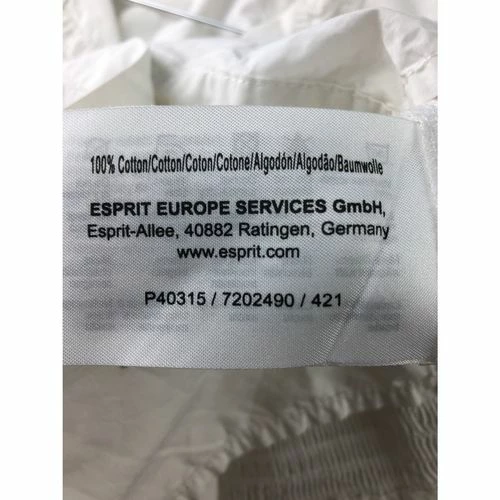 100% Cotton/Cotton/Coton/Cotone/Algodón/Algodão/Baumwolle
ESPRIT EUROPE SERVICES GmbH,
Esprit-Allee, 40882 Ratingen, Germany
www.esprit.com
P40315 / 7202490 / 421